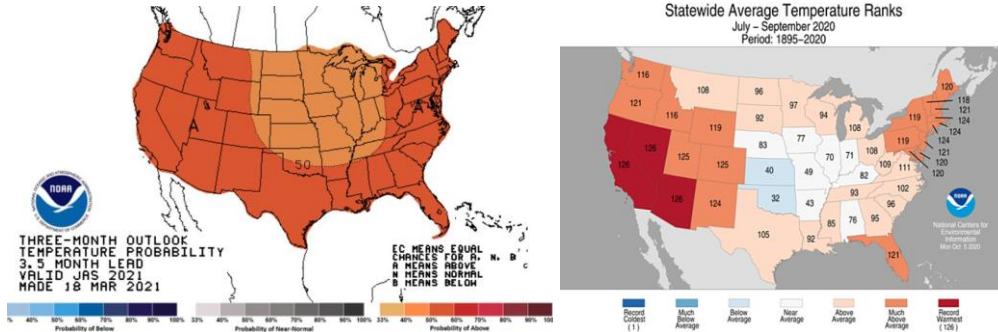 A
A
50
NOAA
THREE-MONTH OUTLOOK
TEMPERATURE PROBABILITY
3.5 MONTH LEAD
VALID JAS 2021
MADE 18 MAR 2021
EC MEANS EQUAL
CHANCES FOR A, N, B
A MEANS ABOVE
N MEANS NORMAL
B MEANS BELOW
40% 50% 60% 70% 80% 90% 100%
Probability of Below
33% 40% 50% 60% 70% 80% 90% 100%
Probability of Near-Normal
33% 40% 50% 60% 70% 80% 90% 100
Probability of Above
Statewide Average Temperature Ranks
July – September 2020
Period: 1895–2020
116
108
96
97
120
121
116
119
92
94
108
119
118
121
124
124
121
120
126
126
125
125
83
77
70
71
108
119
109
111
82
40
49
93
102
126
124
32
43
96
105
92
85
76
95
121
National Centers for
Environmental
Information
Mon Oct 5 2020
Record Coldest (1)
Much Below Average
Below Average
Near Average
Above Average
Much Above Average
Record Warmest (126)